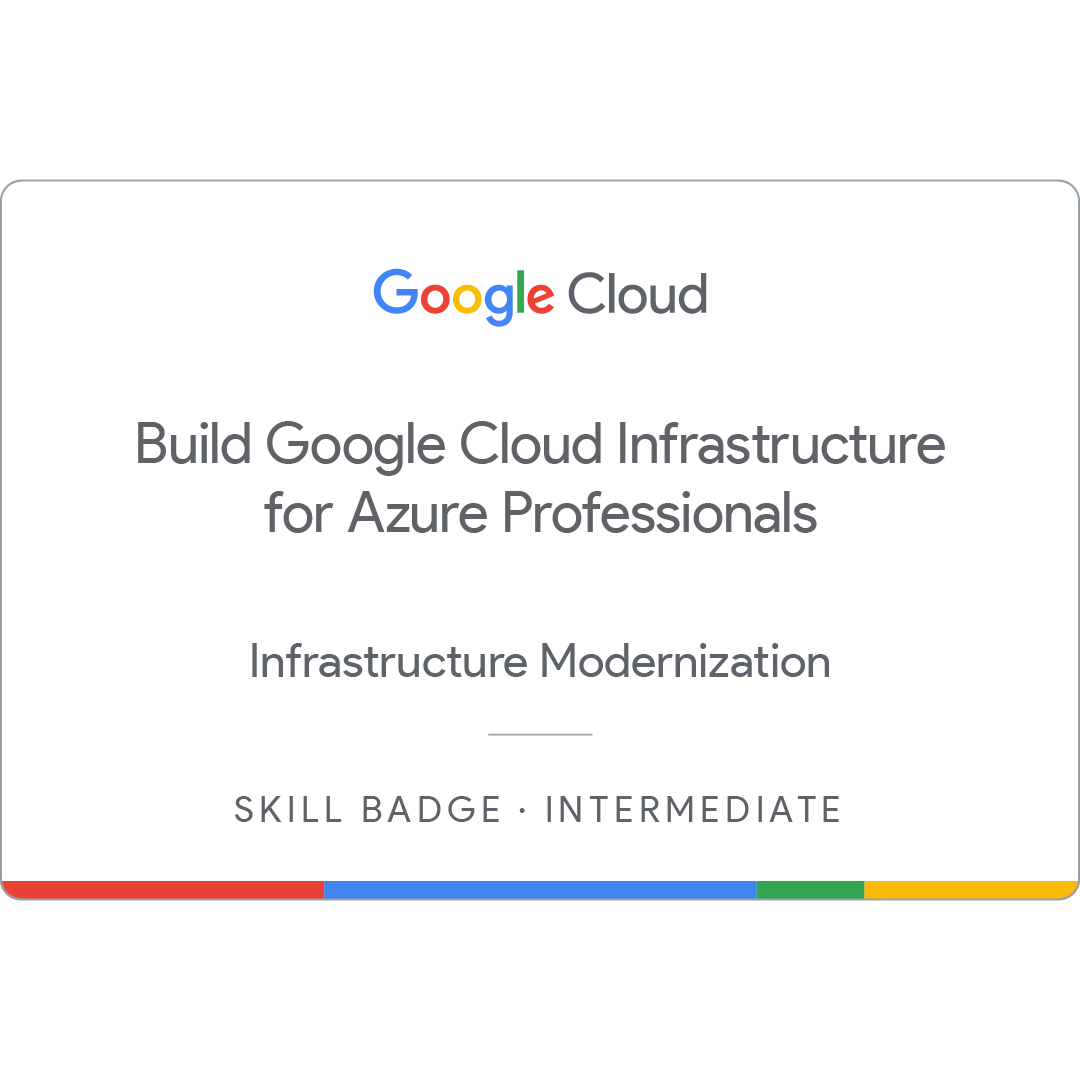 Google Cloud
Build Google Cloud Infrastructure
for Azure Professionals
Infrastructure Modernization
SKILL BADGE · INTERMEDIATE